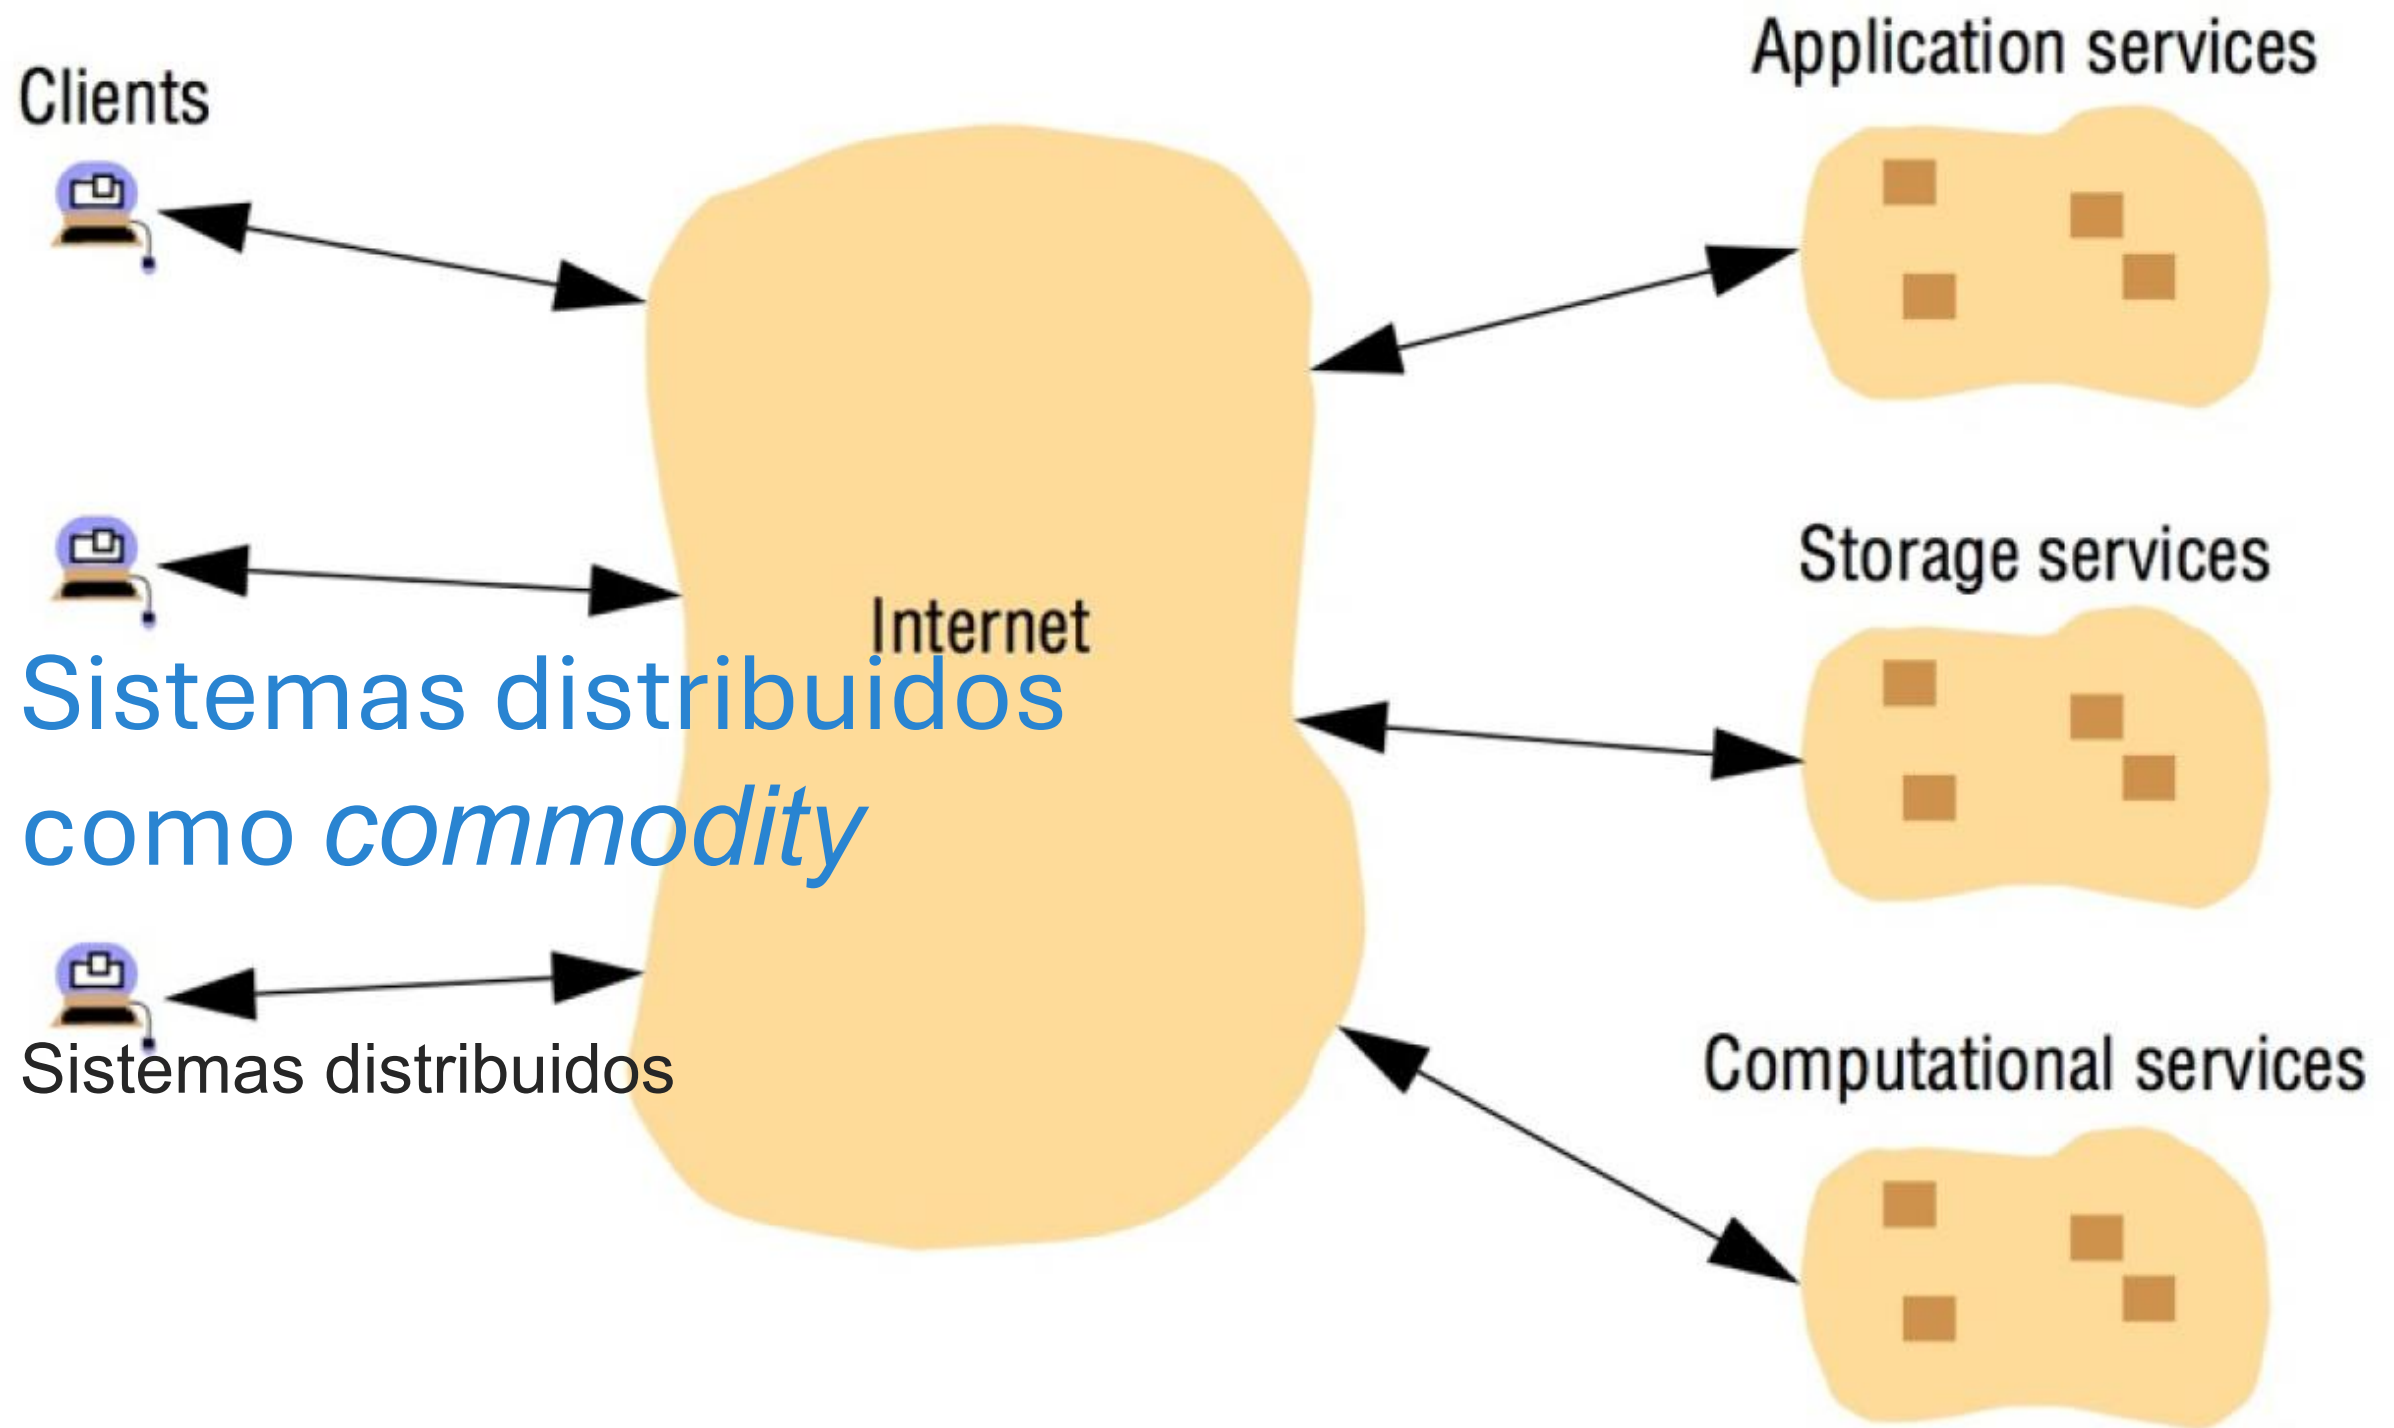 Application services
Clients
Storage services
Internet
Sistemas distribuidos
como commodity
Sistemas distribuidos
Computational services